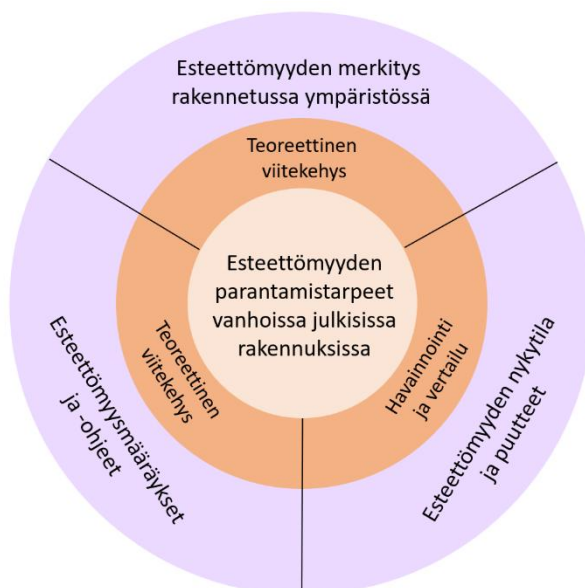 Esteettömyyden merkitys
rakennetussa ympäristössä
Teoreettinen
viitekehys
Esteettömyyden
parantamistarpeet
vanhoissa julkisissa
rakennuksissa
Teoreettinen
viitekehys
Havainnointi
ja vertailu
Esteettömyysmääräykset
ja -ohjeet
Esteettömyyden nykytila
ja puutteet